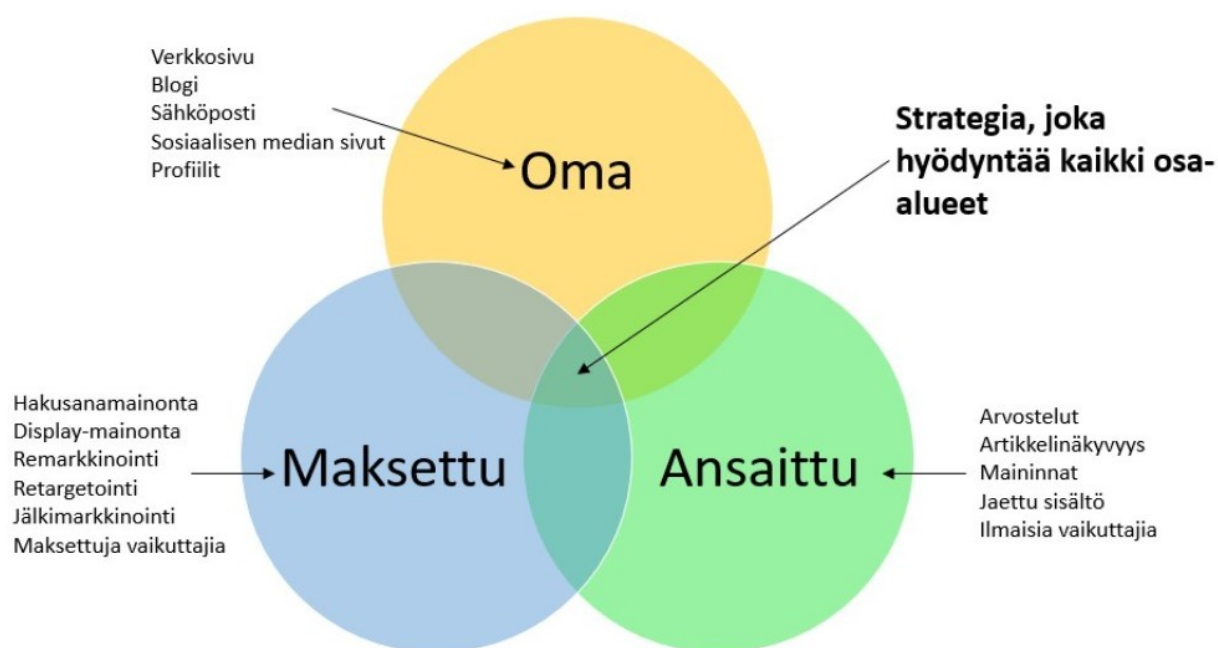 Verkkosivu
Blogi
Sähköposti
Sosiaalisen median sivut
Profiilit
Oma
Strategia, joka
hyödyntää kaikki osa-
alueet
Hakusanamainonta
Display-mainonta
Remarkkinointi
Retargetointi
Jälkimarkkinointi
Maksettuja vaikuttajia
Maksettu
Ansaittu
Arvostelut
Artikkelinäkyvyys
Maininnat
Jaettu sisältö
Ilmaisia vaikuttajia